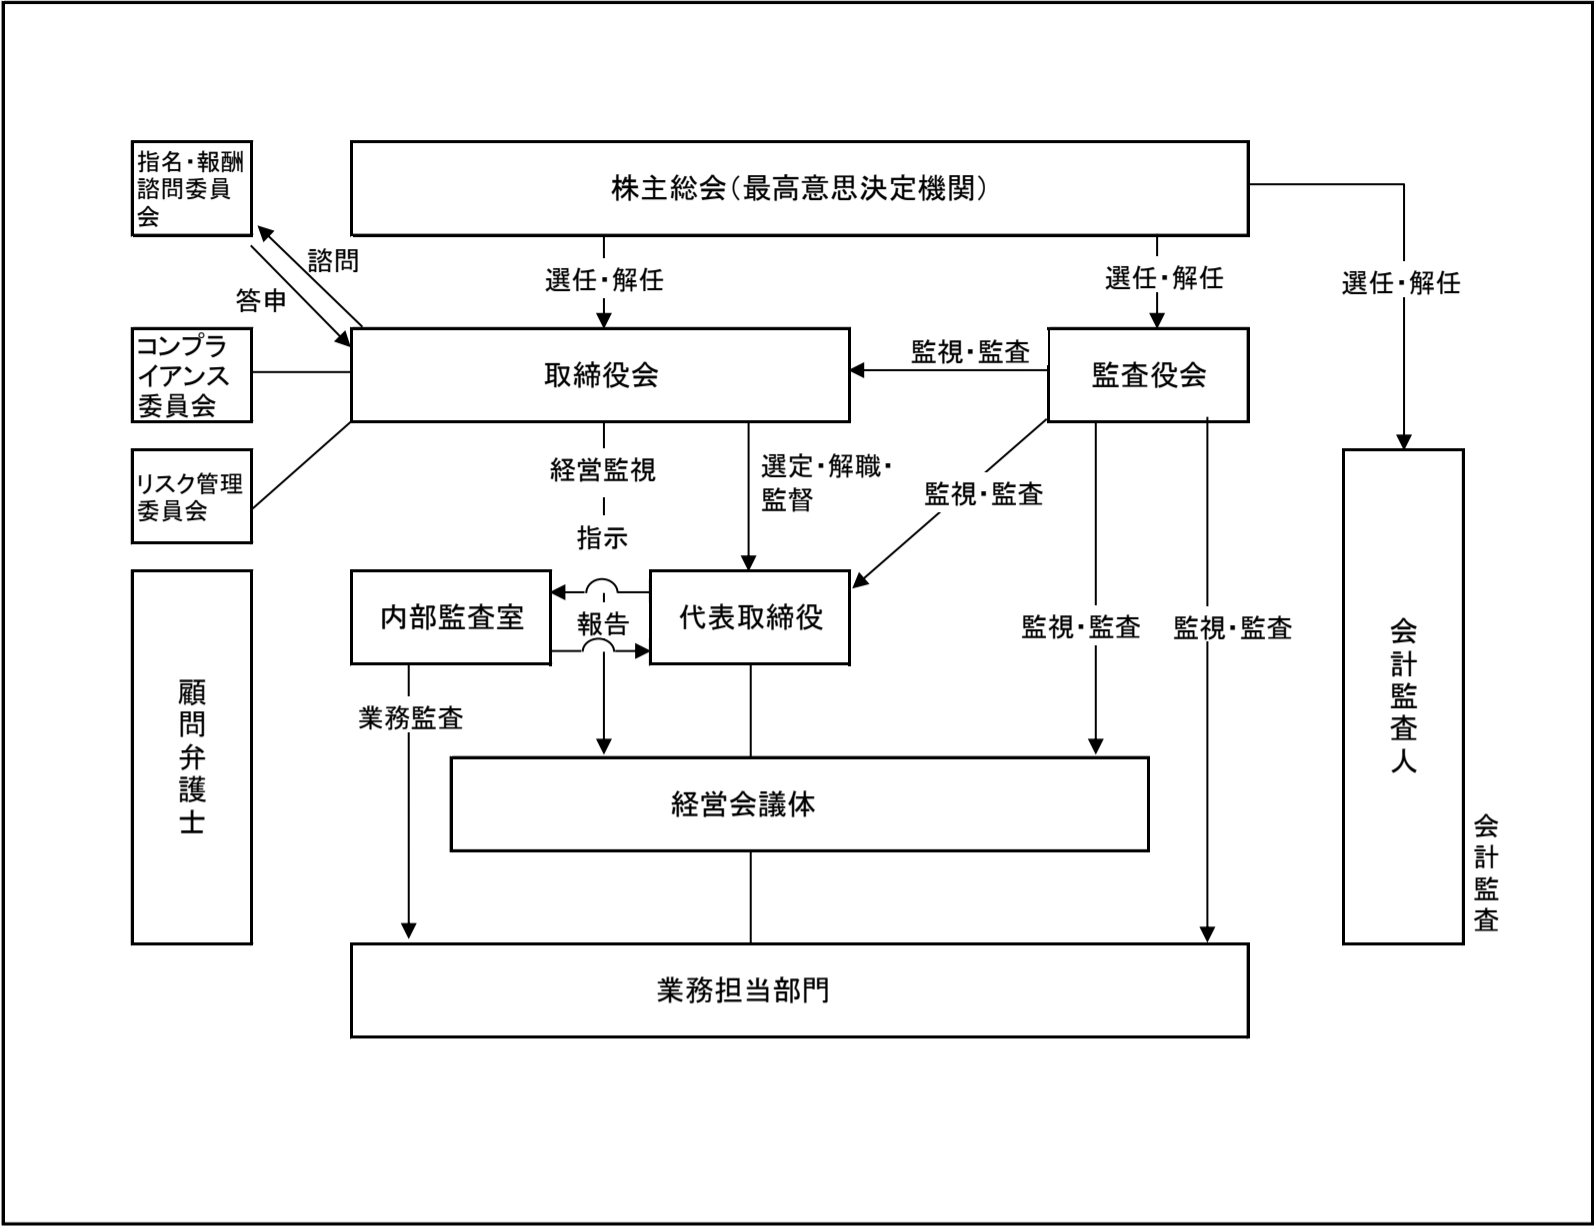 指名・報酬
諮問委員
会
株主総会（最高意思決定機関）
諮問
答申
選任・解任
選任・解任
選任・解任
コンプラ
イアンス
委員会
取締役会
監視・監査
監査役会
リスク管理
委員会
経営監視
選定・解職・
監督
監視・監査
指示
内部監査室
報告
代表取締役
監視・監査
監視・監査
会計監査人
顧問弁護士
業務監査
経営会議体
会計監査
業務担当部門